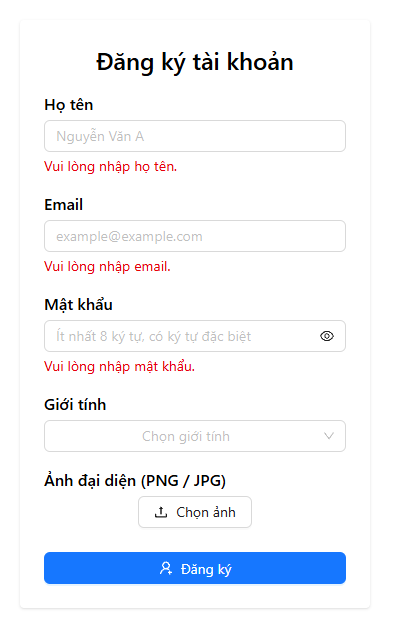 Đăng ký tài khoản
Họ tên
Nguyễn Văn A
Vui lòng nhập họ tên.
Email
example@example.com
Vui lòng nhập email.
Mật khẩu
Ít nhất 8 ký tự, có ký tự đặc biệt
Vui lòng nhập mật khẩu.
Giới tính
Chọn giới tính
Ảnh đại diện (PNG / JPG)
Chọn ảnh
Đăng ký